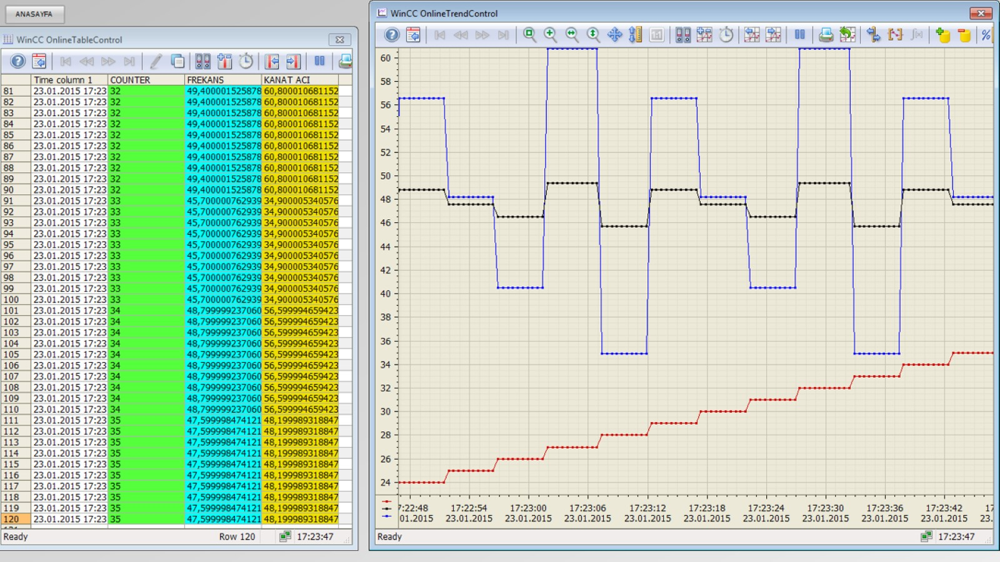 ANASAYFA
WinCC OnlineTableControl
Time column 1 COUNTER FREKANS KANAT ACI
81 23.01.2015 17:23 32 49,400001525878 60,800010681152
82 23.01.2015 17:23 32 49,400001525878 60,800010681152
83 23.01.2015 17:23 32 49,400001525878 60,800010681152
84 23.01.2015 17:23 32 49,400001525878 60,800010681152
85 23.01.2015 17:23 32 49,400001525878 60,800010681152
86 23.01.2015 17:23 32 49,400001525878 60,800010681152
87 23.01.2015 17:23 32 49,400001525878 60,800010681152
88 23.01.2015 17:23 32 49,400001525878 60,800010681152
89 23.01.2015 17:23 32 49,400001525878 60,800010681152
90 23.01.2015 17:23 32 49,400001525878 60,800010681152
91 23.01.2015 17:23 33 45,700000762939 34,900005340576
92 23.01.2015 17:23 33 45,700000762939 34,900005340576
93 23.01.2015 17:23 33 45,700000762939 34,900005340576
94 23.01.2015 17:23 33 45,700000762939 34,900005340576
95 23.01.2015 17:23 33 45,700000762939 34,900005340576
96 23.01.2015 17:23 33 45,700000762939 34,900005340576
97 23.01.2015 17:23 33 45,700000762939 34,900005340576
98 23.01.2015 17:23 33 45,700000762939 34,900005340576
99 23.01.2015 17:23 33 45,700000762939 34,900005340576
100 23.01.2015 17:23 33 45,700000762939 34,900005340576
101 23.01.2015 17:23 34 48,799999237060 56,599994659423
102 23.01.2015 17:23 34 48,799999237060 56,599994659423
103 23.01.2015 17:23 34 48,799999237060 56,599994659423
104 23.01.2015 17:23 34 48,799999237060 56,599994659423
105 23.01.2015 17:23 34 48,799999237060 56,599994659423
106 23.01.2015 17:23 34 48,799999237060 56,599994659423
107 23.01.2015 17:23 34 48,799999237060 56,599994659423
108 23.01.2015 17:23 34 48,799999237060 56,599994659423
109 23.01.2015 17:23 34 48,799999237060 56,599994659423
110 23.01.2015 17:23 34 48,799999237060 56,599994659423
111 23.01.2015 17:23 35 47,599998474121 48,199989318847
112 23.01.2015 17:23 35 47,599998474121 48,199989318847
113 23.01.2015 17:23 35 47,599998474121 48,199989318847
114 23.01.2015 17:23 35 47,599998474121 48,199989318847
115 23.01.2015 17:23 35 47,599998474121 48,199989318847
116 23.01.2015 17:23 35 47,599998474121 48,199989318847
117 23.01.2015 17:23 35 47,599998474121 48,199989318847
118 23.01.2015 17:23 35 47,599998474121 48,199989318847
119 23.01.2015 17:23 35 47,599998474121 48,199989318847
120 23.01.2015 17:23 35 47,599998474121 48,199989318847
Ready Row 120 17:23:47
WinCC OnlineTrendControl
1:1
%
60
58
56
54
52
50
48
46
44
42
40
38
36
34
32
30
28
26
24
7:22:48 17:22:54 17:23:00 17:23:06 17:23:12 17:23:18 17:23:24 17:23:30 17:23:36 17:23:42 17
01.2015 23.01.2015 23.01.2015 23.01.2015 23.01.2015 23.01.2015 23.01.2015 23.01.2015 23.01.2015 23.01.2015 23.
Ready 17:23:47